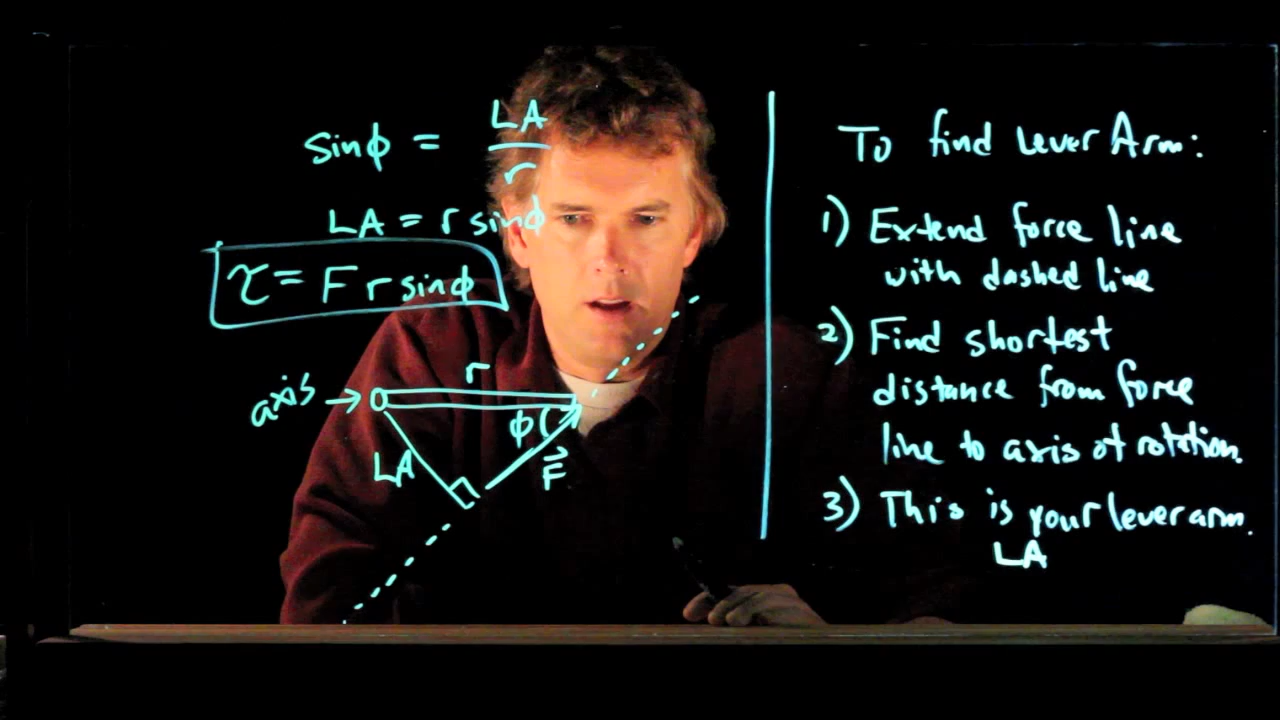 sinϕ = LA
r
LA = r sinϕ
τ = F r sinϕ
axis →
r
ϕ
LA
F⃗
To find Lever Arm:
1) Extend force line
with dashed line
2) Find shortest
distance from force
line to axis of rotation.
3) This is your lever arm.
LA